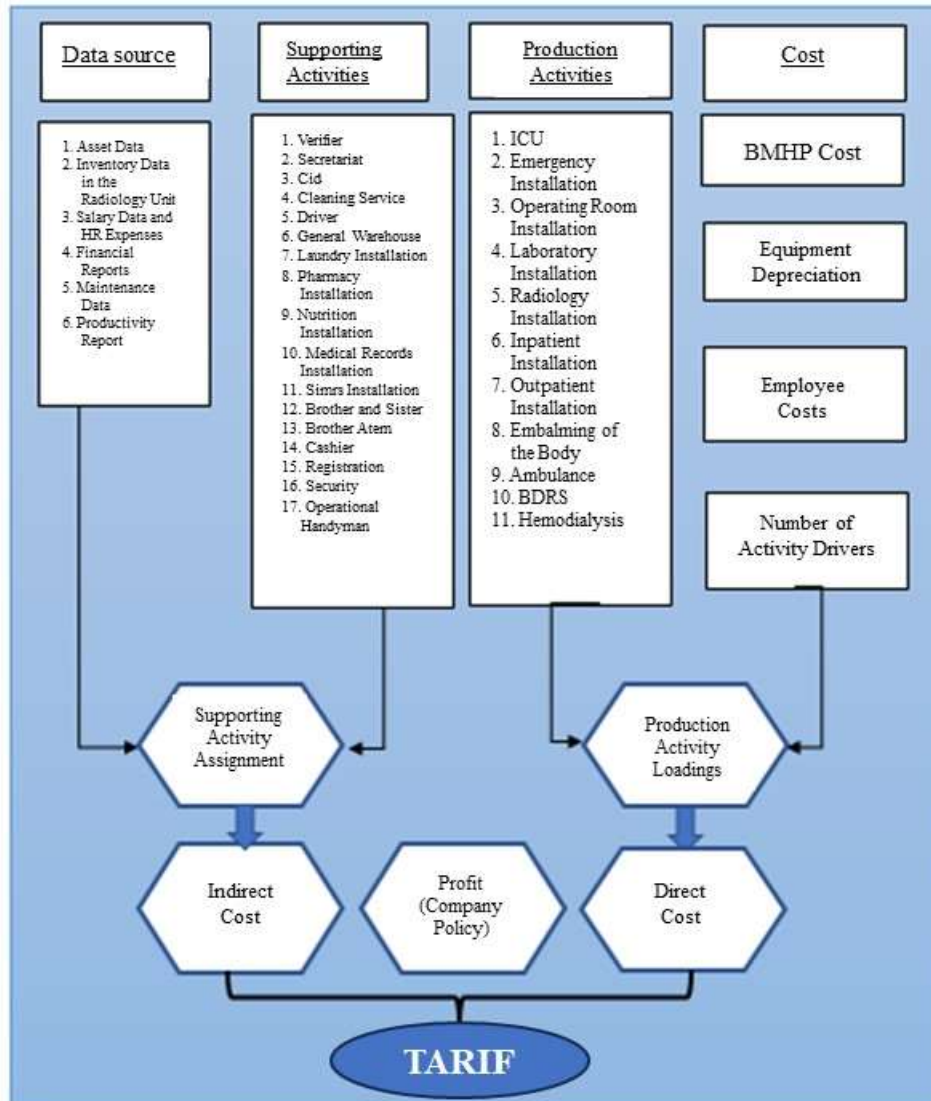 Data source
1. Asset Data
2. Inventory Data
in the
Radiology Unit
3. Salary Data and
HR Expenses
4. Financial
Reports
5. Maintenance
Data
6. Productivity
Report
Supporting
Activities
1. Verifier
2. Secretariat
3. Cid
4. Cleaning Service
5. Driver
6. General Warehouse
7. Laundry Installation
8. Pharmacy
Installation
9. Nutrition
Installation
10. Medical Records
Installation
11. Simrs Installation
12. Brother and Sister
13. Brother Atem
14. Cashier
15. Registration
16. Security
17. Operational
Handyman
Production
Activities
1. ICU
2. Emergency
Installation
3. Operating Room
Installation
4. Laboratory
Installation
5. Radiology
Installation
6. Inpatient
Installation
7. Outpatient
Installation
8. Embalming of
the Body
9. Ambulance
10. BDRS
11. Hemodialysis
Cost
BMHP Cost
Equipment
Depreciation
Employee
Costs
Number of
Activity Drivers
Supporting
Activity
Assignment
Production
Activity
Loadings
Indirect
Cost
Profit
(Company
Policy)
Direct
Cost
TARIF